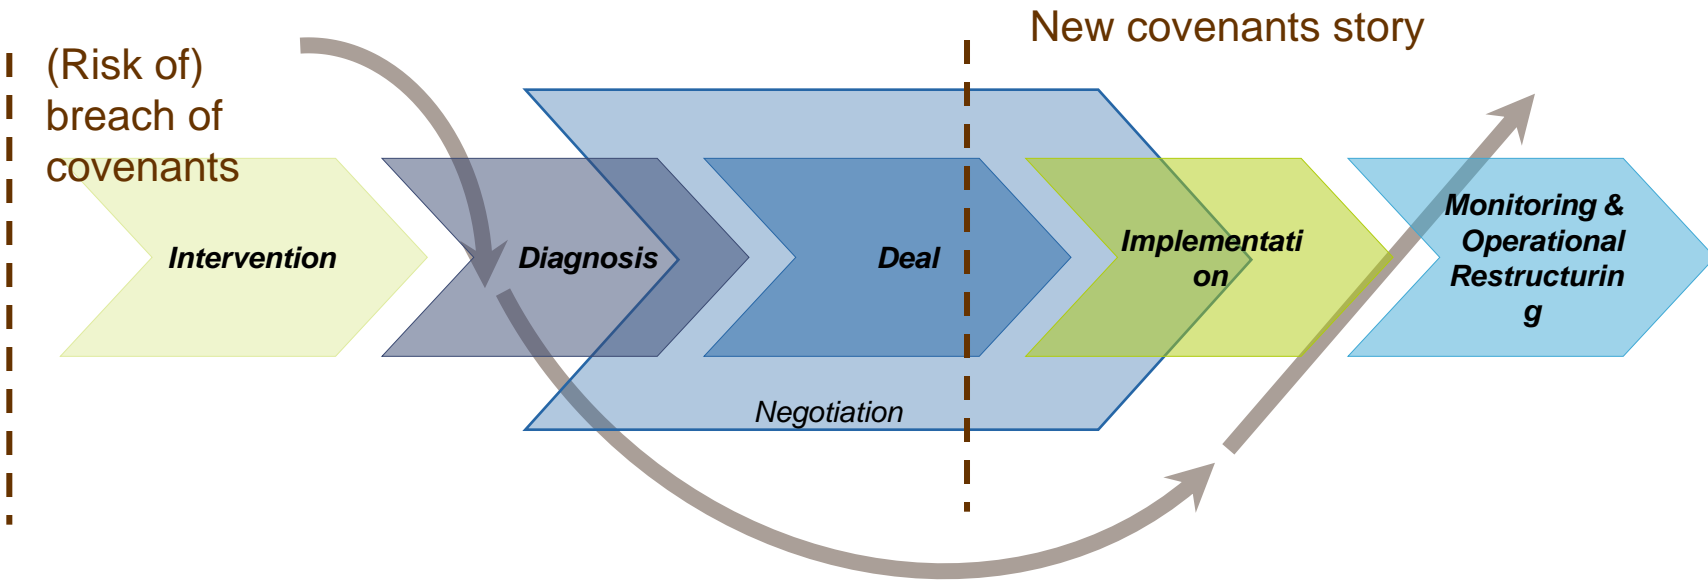 New covenants story
(Risk of)
breach of
covenants
Intervention
Diagnosis
Deal
Implementati
on
Monitoring &
Operational
Restructurin
g
Negotiation